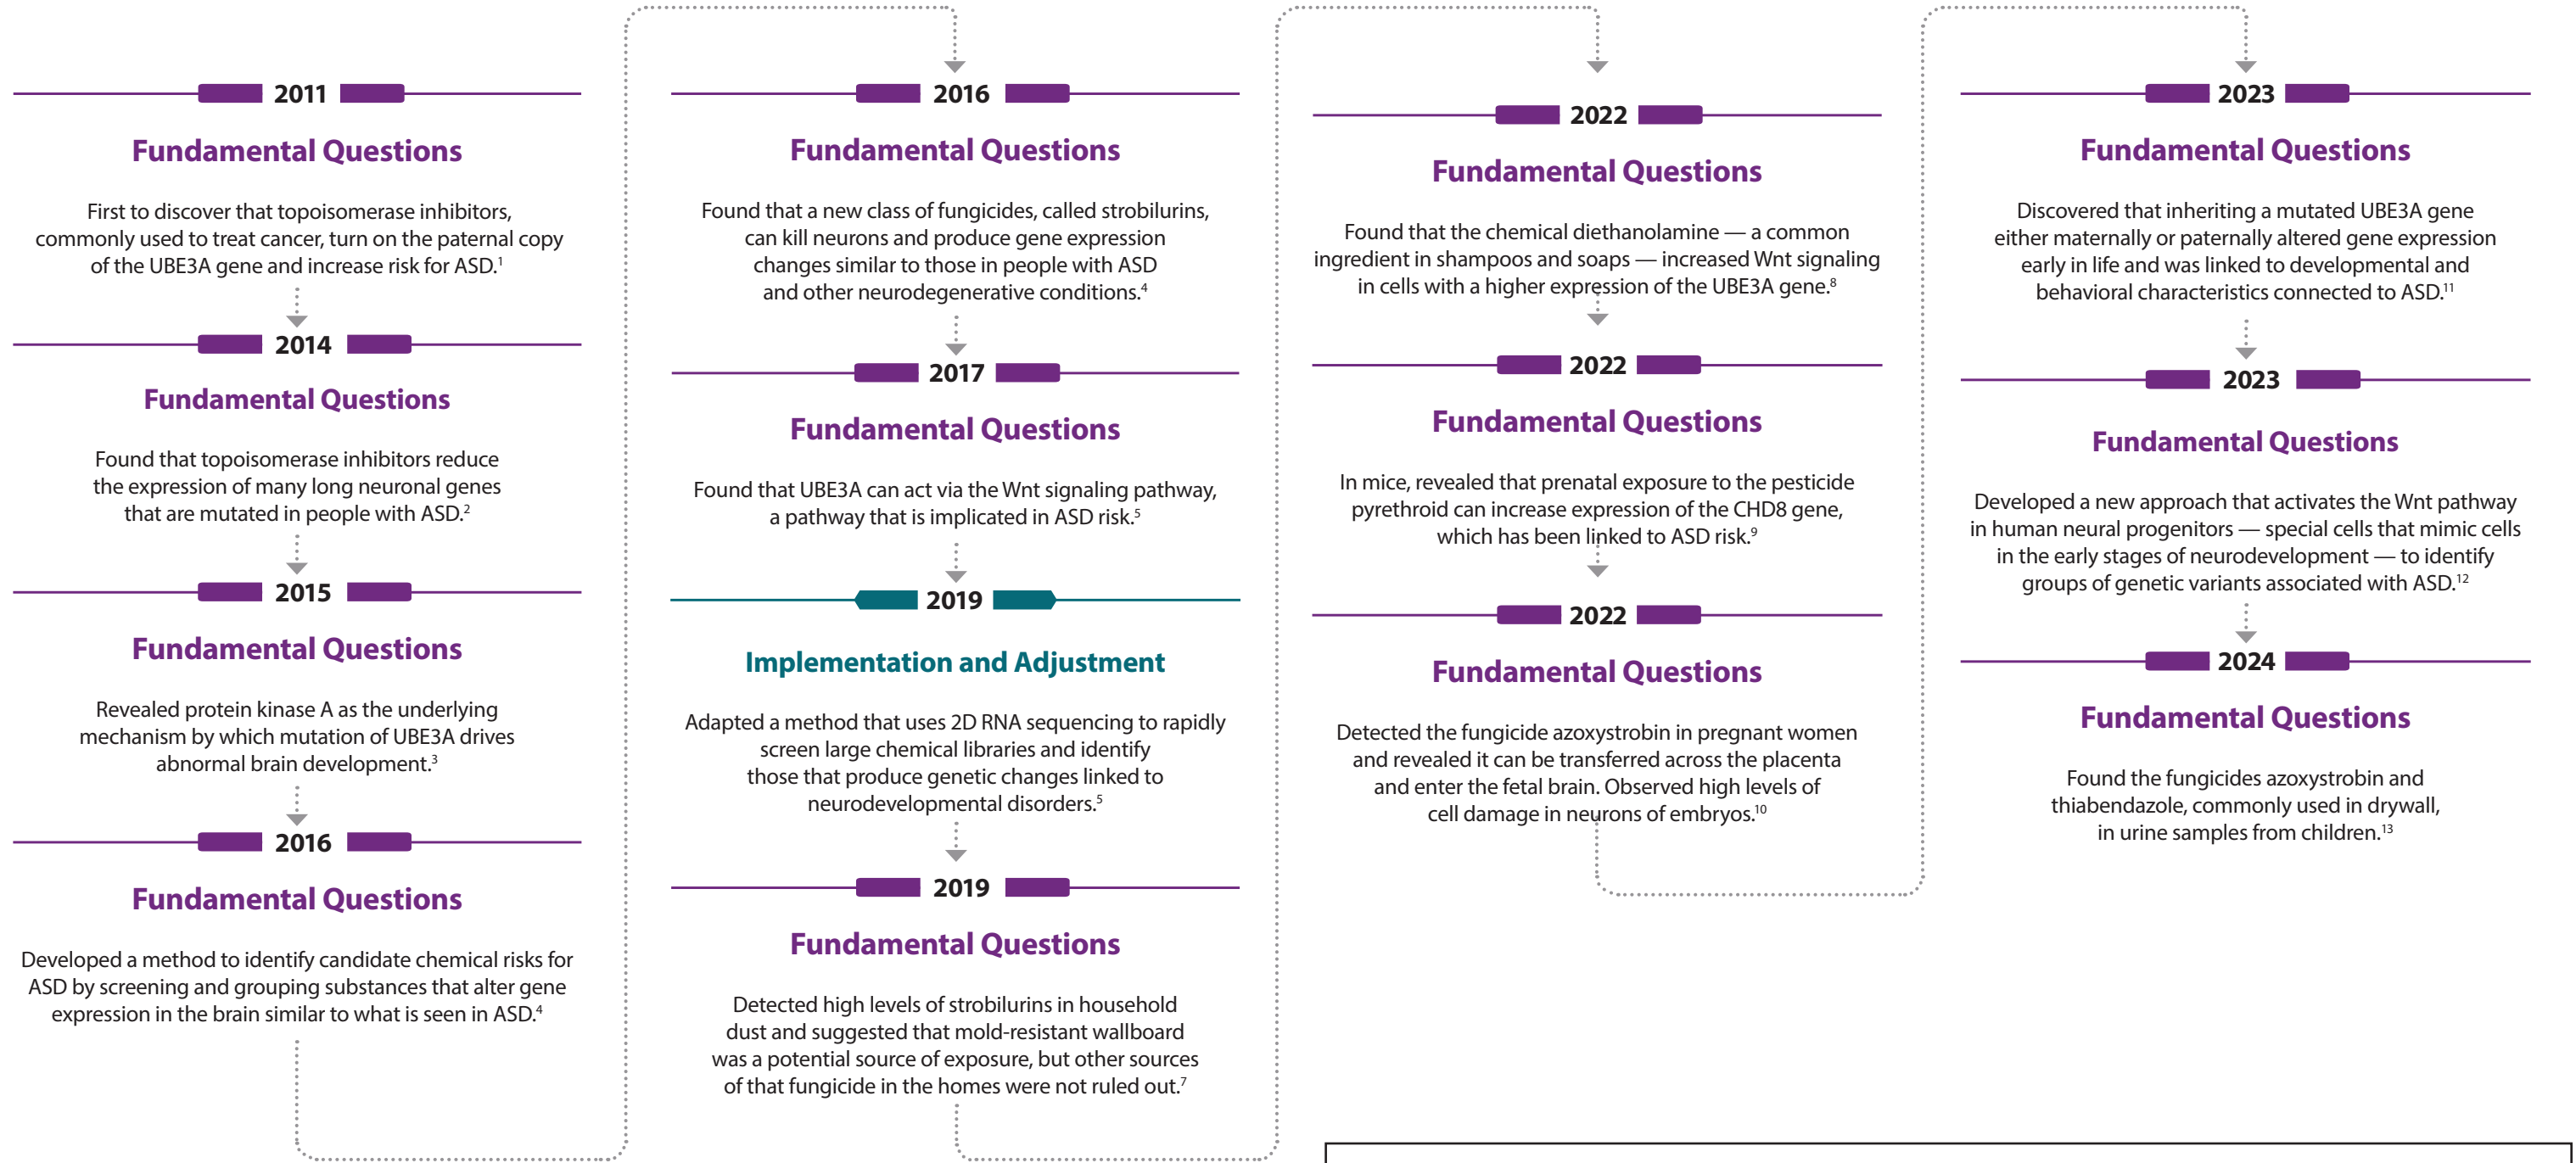 2011
Fundamental Questions
First to discover that topoisomerase inhibitors,
commonly used to treat cancer, turn on the paternal copy
of the UBE3A gene and increase risk for ASD.¹
2014
Fundamental Questions
Found that topoisomerase inhibitors reduce
the expression of many long neuronal genes
that are mutated in people with ASD.²
2015
Fundamental Questions
Revealed protein kinase A as the underlying
mechanism by which mutation of UBE3A drives
abnormal brain development.³
2016
Fundamental Questions
Developed a method to identify candidate chemical risks for
ASD by screening and grouping substances that alter gene
expression in the brain similar to what is seen in ASD.⁴
2016
Fundamental Questions
Found that a new class of fungicides, called strobilurins,
can kill neurons and produce gene expression
changes similar to those in people with ASD
and other neurodegenerative conditions.⁴
2017
Fundamental Questions
Found that UBE3A can act via the Wnt signaling pathway,
a pathway that is implicated in ASD risk.⁵
2019
Implementation and Adjustment
Adapted a method that uses 2D RNA sequencing to rapidly
screen large chemical libraries and identify
those that produce genetic changes linked to
neurodevelopmental disorders.⁵
2019
Fundamental Questions
Detected high levels of strobilurins in household
dust and suggested that mold-resistant wallboard
was a potential source of exposure, but other sources
of that fungicide in the homes were not ruled out.⁷
2022
Fundamental Questions
Found that the chemical diethanolamine — a common
ingredient in shampoos and soaps — increased Wnt signaling
in cells with a higher expression of the UBE3A gene.⁸
2022
Fundamental Questions
In mice, revealed that prenatal exposure to the pesticide
pyrethroid can increase expression of the CHD8 gene,
which has been linked to ASD risk.⁹
2022
Fundamental Questions
Detected the fungicide azoxystrobin in pregnant women
and revealed it can be transferred across the placenta
and enter the fetal brain. Observed high levels of
cell damage in neurons of embryos.¹⁰
2023
Fundamental Questions
Discovered that inheriting a mutated UBE3A gene
either maternally or paternally altered gene expression
early in life and was linked to developmental and
behavioral characteristics connected to ASD.¹¹
2023
Fundamental Questions
Developed a new approach that activates the Wnt pathway
in human neural progenitors — special cells that mimic cells
in the early stages of neurodevelopment — to identify
groups of genetic variants associated with ASD.¹²
2024
Fundamental Questions
Found the fungicides azoxystrobin and
thiabendazole, commonly used in drywall,
in urine samples from children.¹³